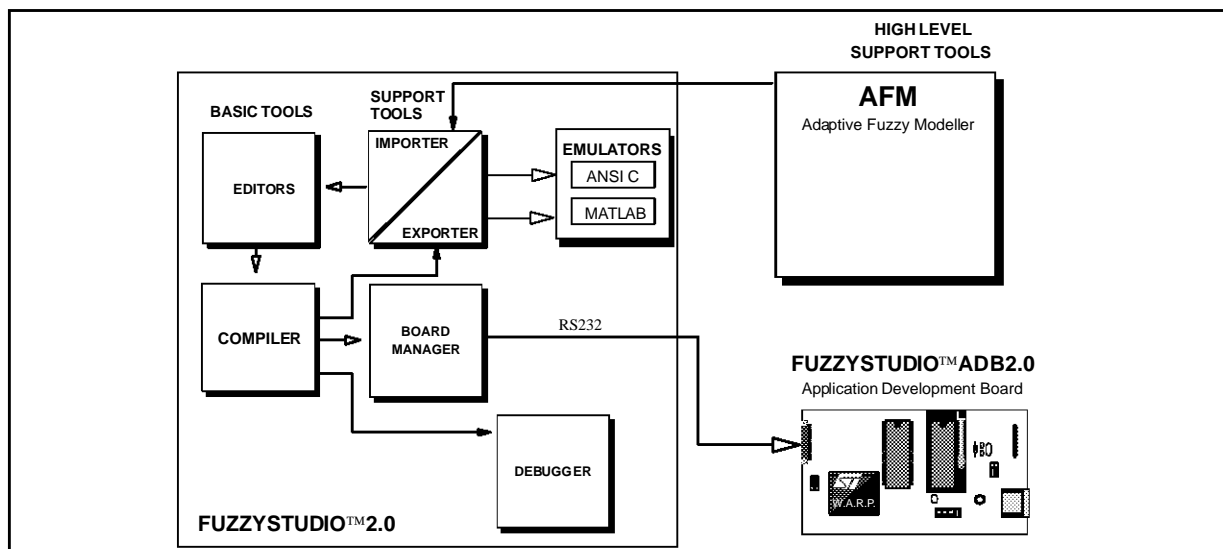 HIGH LEVEL
SUPPORT TOOLS
AFM
Adaptive Fuzzy Modeller
BASIC TOOLS
SUPPORT
TOOLS
EDITORS
IMPORTER
EXPORTER
EMULATORS
ANSI C
MATLAB
COMPILER
BOARD
MANAGER
RS232
DEBUGGER
FUZZYSTUDIO™2.0
FUZZYSTUDIO™ADB2.0
Application Development Board
ST
W.A.R.P.